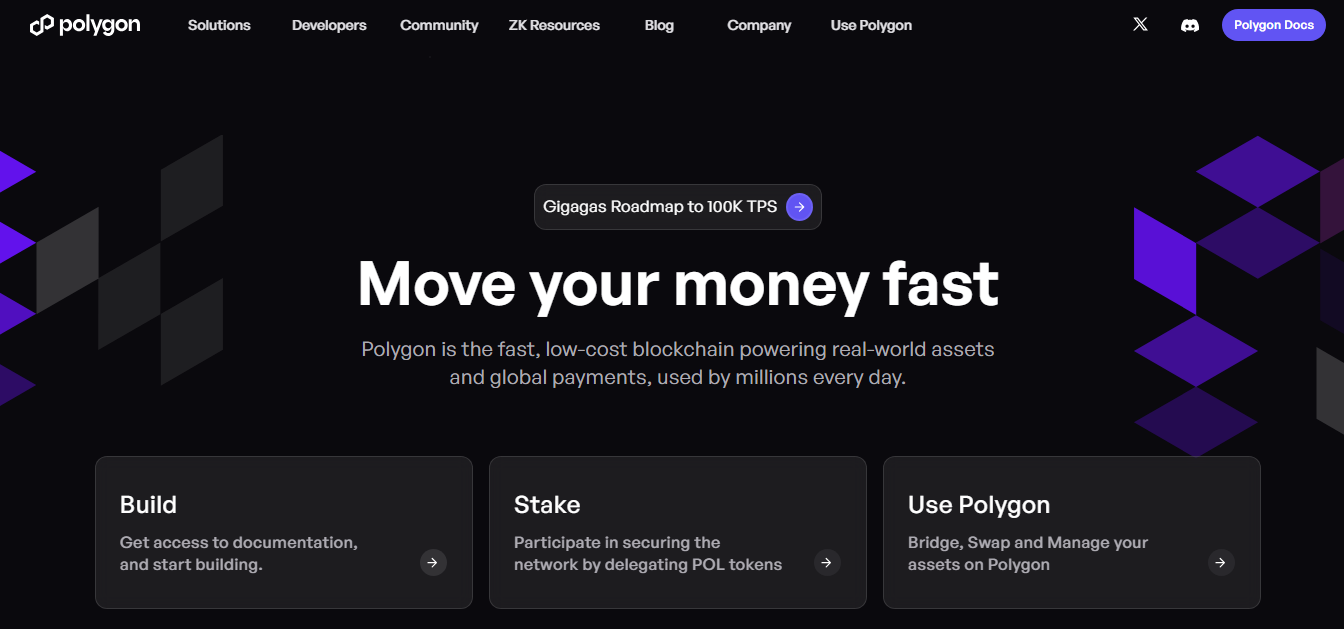 polygon
Solutions
Developers
Community
ZK Resources
Blog
Company
Use Polygon
Polygon Docs
Gigagas Roadmap to 100K TPS
Move your money fast
Polygon is the fast, low-cost blockchain powering real-world assets
and global payments, used by millions every day.
Build
Get access to documentation,
and start building.
Stake
Participate in securing the
network by delegating POL tokens
Use Polygon
Bridge, Swap and Manage your
assets on Polygon